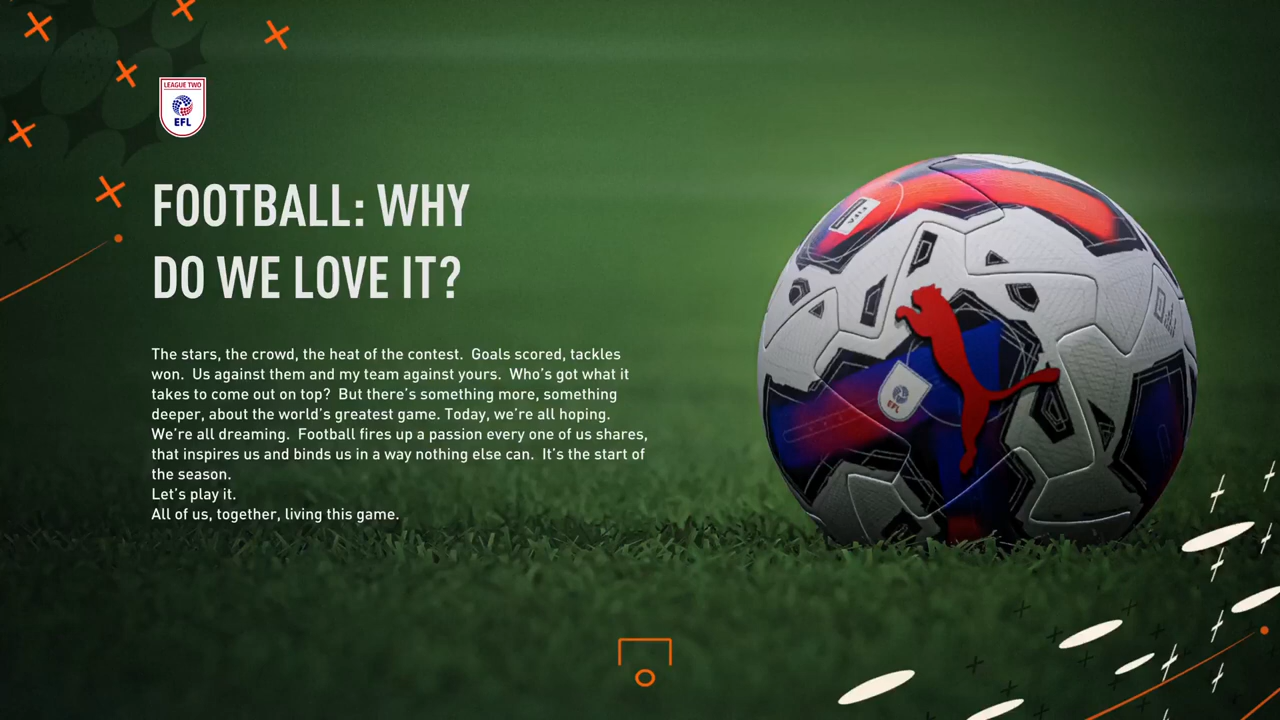 LEAGUE TWO
EFL
FOOTBALL: WHY
DO WE LOVE IT?
The stars, the crowd, the heat of the contest.  Goals scored, tackles
won.  Us against them and my team against yours.  Who's got what it
takes to come out on top?  But there's something more, something
deeper, about the world's greatest game. Today, we're all hoping.
We're all dreaming.  Football fires up a passion every one of us shares,
that inspires us and binds us in a way nothing else can.  It's the start of
the season.
Let's play it.
All of us, together, living this game.
FIFA
EFL